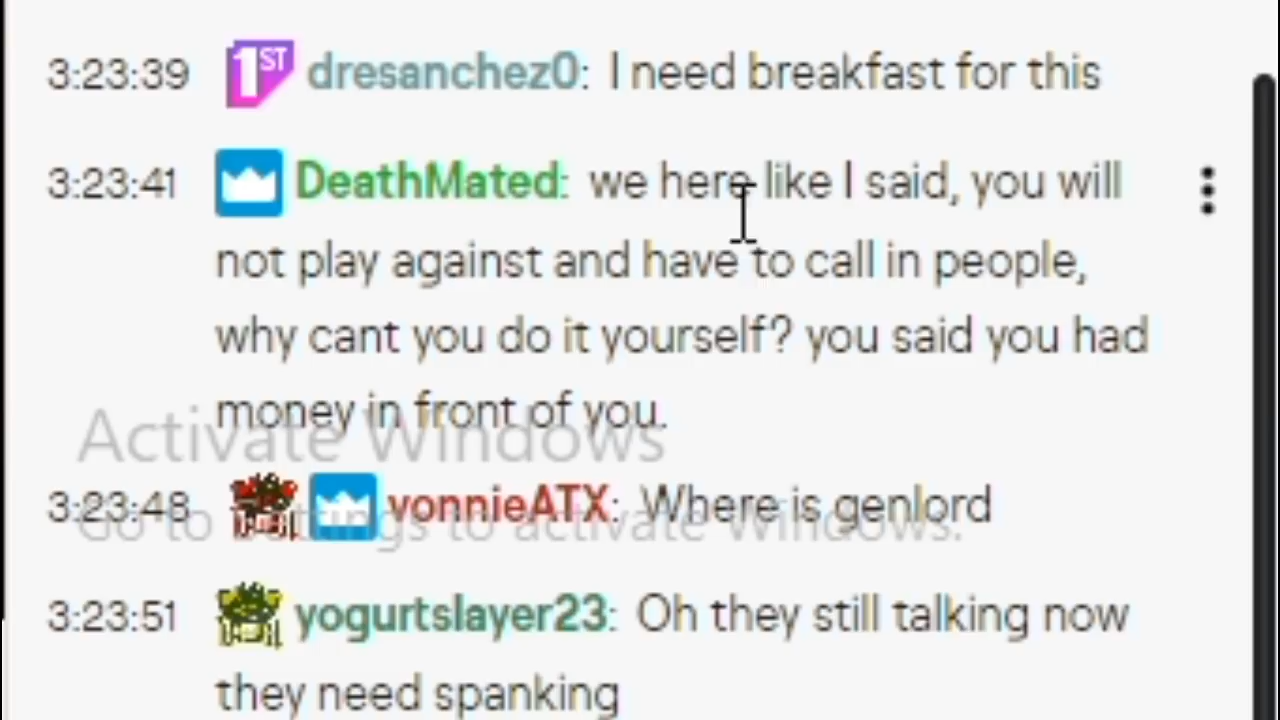 3:23:39 1ST dresanchez0: I need breakfast for this
3:23:41 DeathMated: we here like I said, you will
not play against and have to call in people,
why cant you do it yourself? you said you had
money in front of you.
Activate Windows
3:23:48 vonnieATX: Where is genlord
Go to Settings to activate Windows.
3:23:51 yogurtslayer23: Oh they still talking now
they need spanking